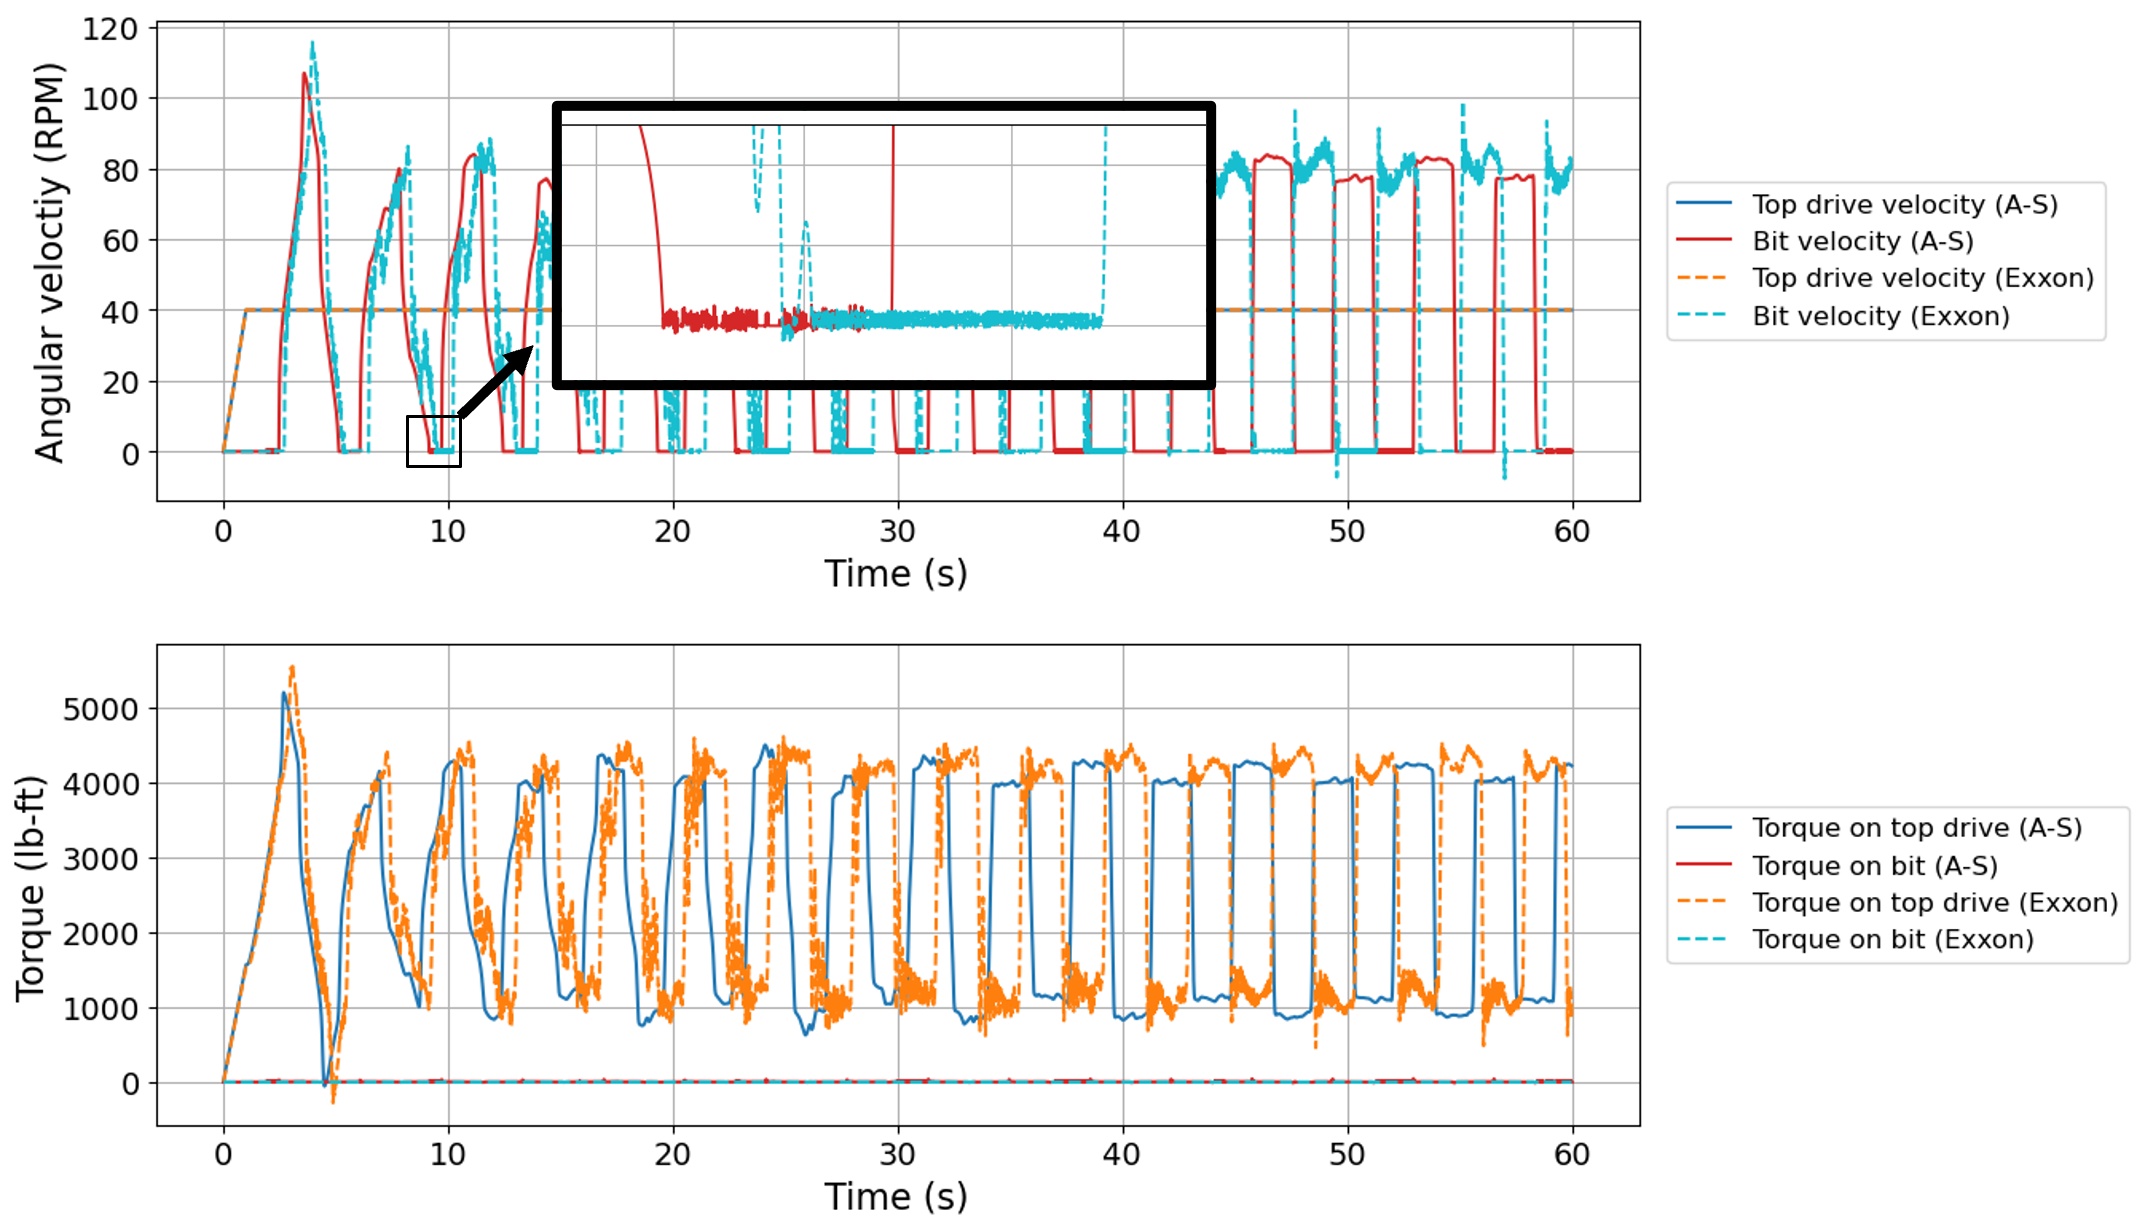 120
100
80
60
40
20
0
Angular veloctiy (RPM)
0 10 20 30 40 50 60
Time (s)
Top drive velocity (A-S)
Bit velocity (A-S)
Top drive velocity (Exxon)
Bit velocity (Exxon)
5000
4000
3000
2000
1000
0
Torque (lb-ft)
0 10 20 30 40 50 60
Time (s)
Torque on top drive (A-S)
Torque on bit (A-S)
Torque on top drive (Exxon)
Torque on bit (Exxon)